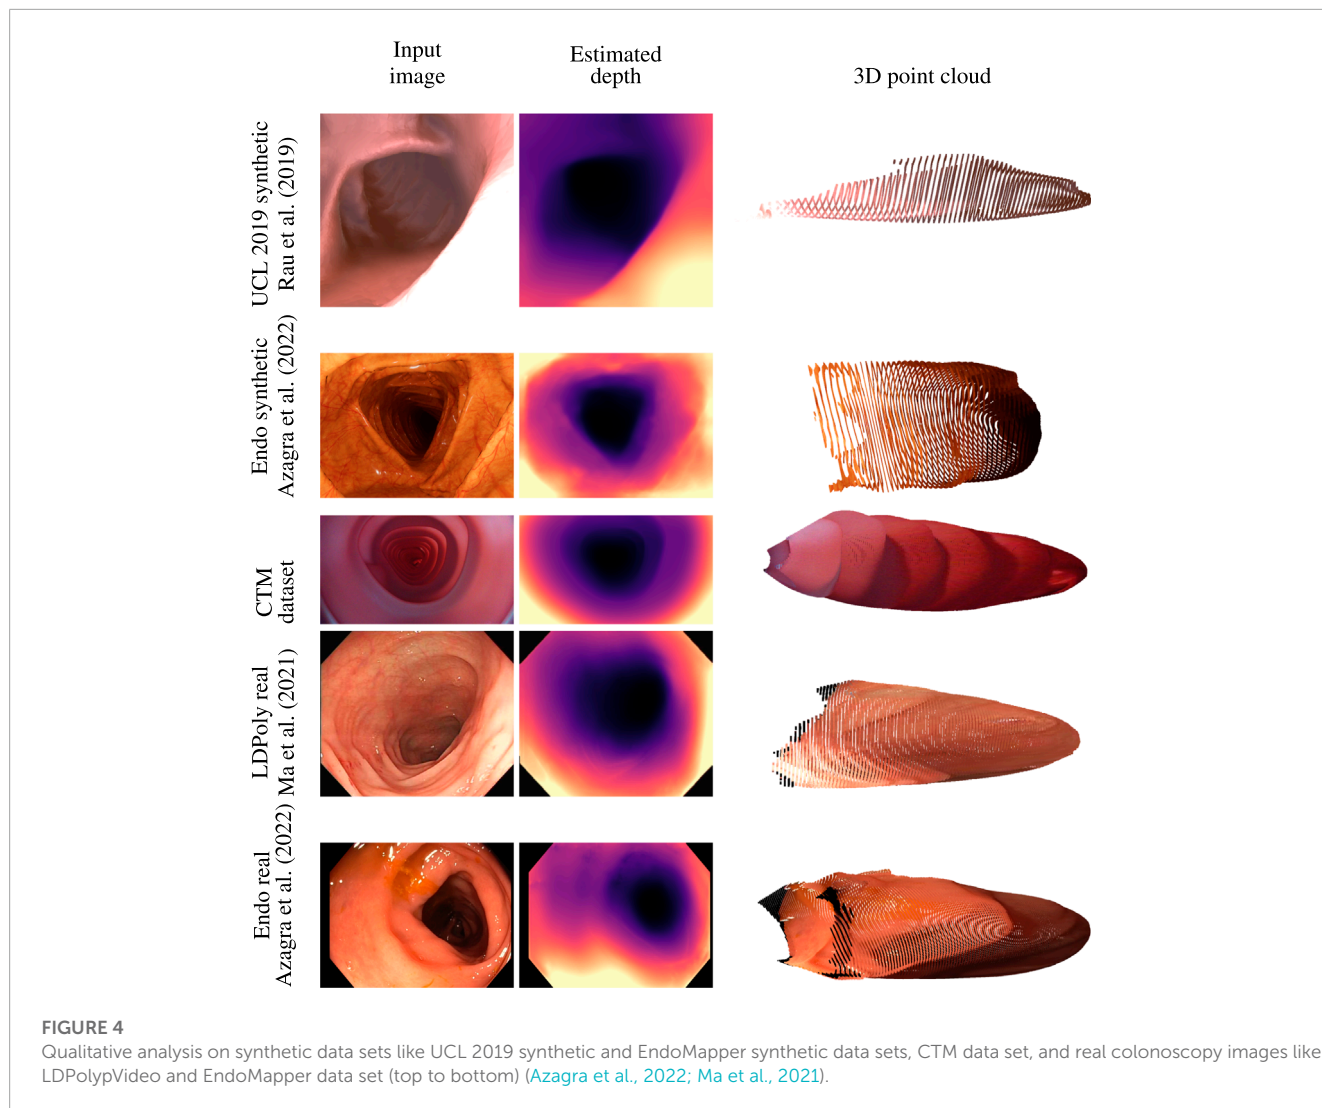 Input
image
Estimated
depth
3D point cloud
UCL 2019 synthetic
Rau et al. (2019)
Endo synthetic
Azagra et al. (2022)
CTM
dataset
LDPoly real
Ma et al. (2021)
Endo real
Azagra et al. (2022)
FIGURE 4
Qualitative analysis on synthetic data sets like UCL 2019 synthetic and EndoMapper synthetic data sets, CTM data set, and real colonoscopy images like
LDPolypVideo and EndoMapper data set (top to bottom) (Azagra et al., 2022; Ma et al., 2021).